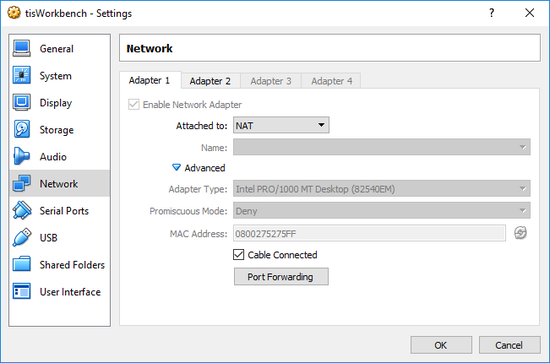 tisWorkbench - Settings
?
General
System
Display
Storage
Audio
Network
Serial Ports
USB
Shared Folders
User Interface
Network
Adapter 1 Adapter 2 Adapter 3 Adapter 4
Enable Network Adapter
Attached to: NAT
Name:
Advanced
Adapter Type: Intel PRO/1000 MT Desktop (82540EM)
Promiscuous Mode: Deny
MAC Address: 0800275275FF
Cable Connected
Port Forwarding
OK Cancel